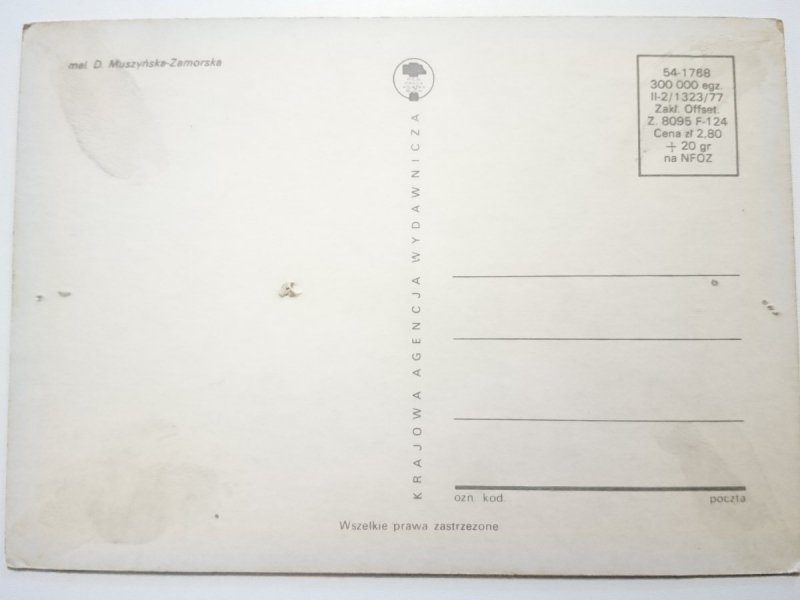 mal. D. Muszyńska-Zamorska
54-1768
300 000 egz.
II-2/1323/77
Zakł. Offset.
Z. 8095 F-124
Cena zł 2,80
+ 20 gr
na NFOZ
KRAJOWA AGENCJA WYDAWNICZA
ozn. kod. poczta
Wszelkie prawa zastrzeżone